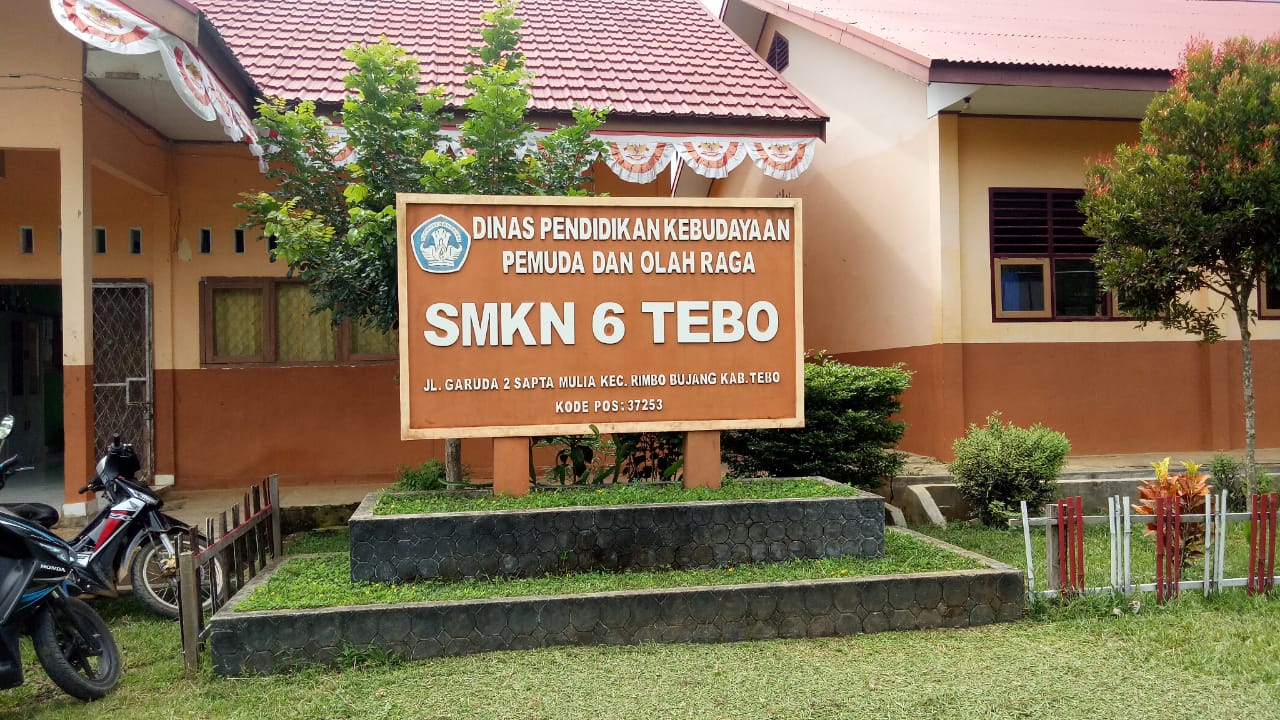 DINAS PENDIDIKAN KEBUDAYAAN
PEMUDA DAN OLAH RAGA
SMKN 6 TEBO
JL. GARUDA 2 SAPTA MULIA KEC. RIMBO BUJANG KAB. TEBO
KODE POS: 37253
HONDA